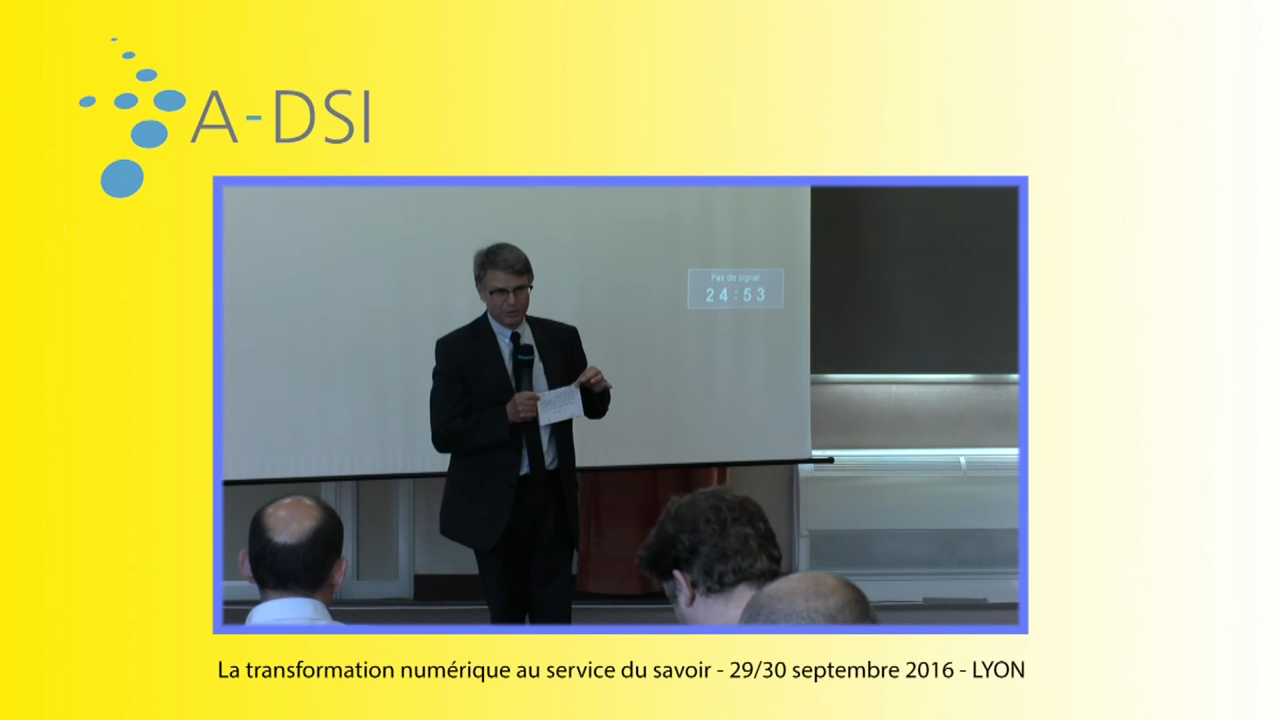 A-DSI
Pas de signal
24:53
La transformation numérique au service du savoir - 29/30 septembre 2016 - LYON